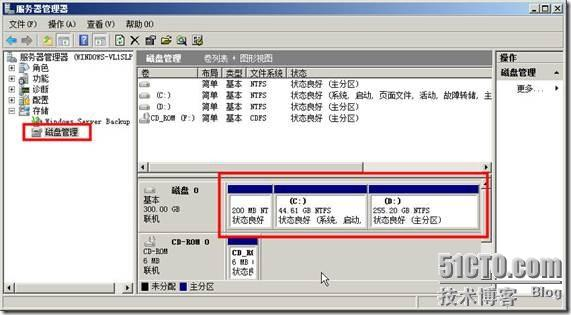 服务器管理器
文件(F) 操作(A) 查看(V) 帮助(H)
服务器管理器 (WINDOWS-VL1SLP
角色
功能
诊断
配置
存储
Windows Server Backup
磁盘管理
磁盘管理 卷列表 + 图形视图
卷 布局 类型 文件系统 状态
简单 基本 NTFS 状态良好 (主分区)
(C:) 简单 基本 NTFS 状态良好 (系统, 启动, 页面文件, 活动, 故障转储, 主
(D:) 简单 基本 NTFS 状态良好 (主分区)
CD_ROM (F:) 简单 基本 CDFS 状态良好 (主分区)
磁盘 0
基本
300.00 GB
联机
200 MB NT
状态良好
(C:)
44.61 GB NTFS
状态良好 (系统, 启动,
(D:)
255.20 GB NTFS
状态良好 (主分区)
CD-ROM 0
CD-ROM
6 MB
联机
CD_RO
6 MB
状态良
未分配 主分区
操作
磁盘管理
更多...
51CTO.com
技术博客 Blog